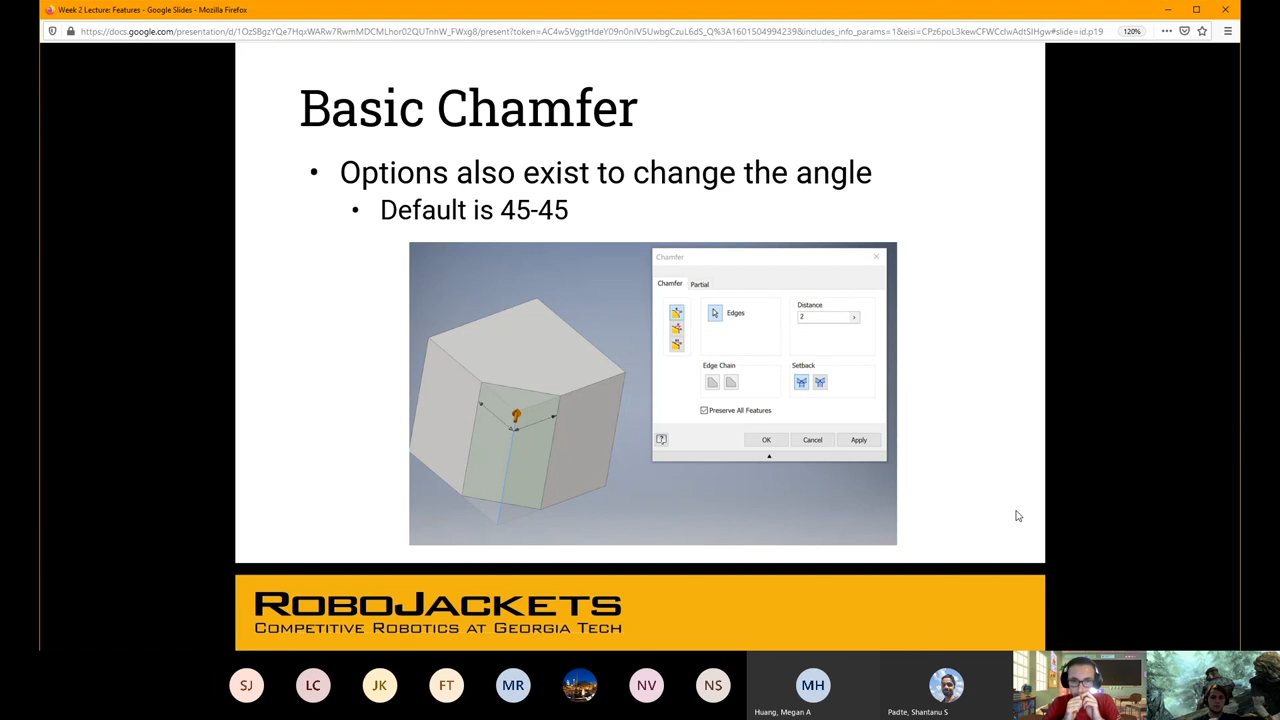 Week 2 Lecture: Features - Google Slides - Mozilla Firefox
120%
Basic Chamfer
• Options also exist to change the angle
• Default is 45-45
Chamfer
Chamfer Partial
Edges
Distance
2
Edge Chain
Setback
Preserve All Features
OK Cancel Apply
ROBOJACKETS
COMPETITIVE ROBOTICS AT GEORGIA TECH
SJ LC JK FT MR NV NS MH
Huang, Megan A
Padte, Shantanu S